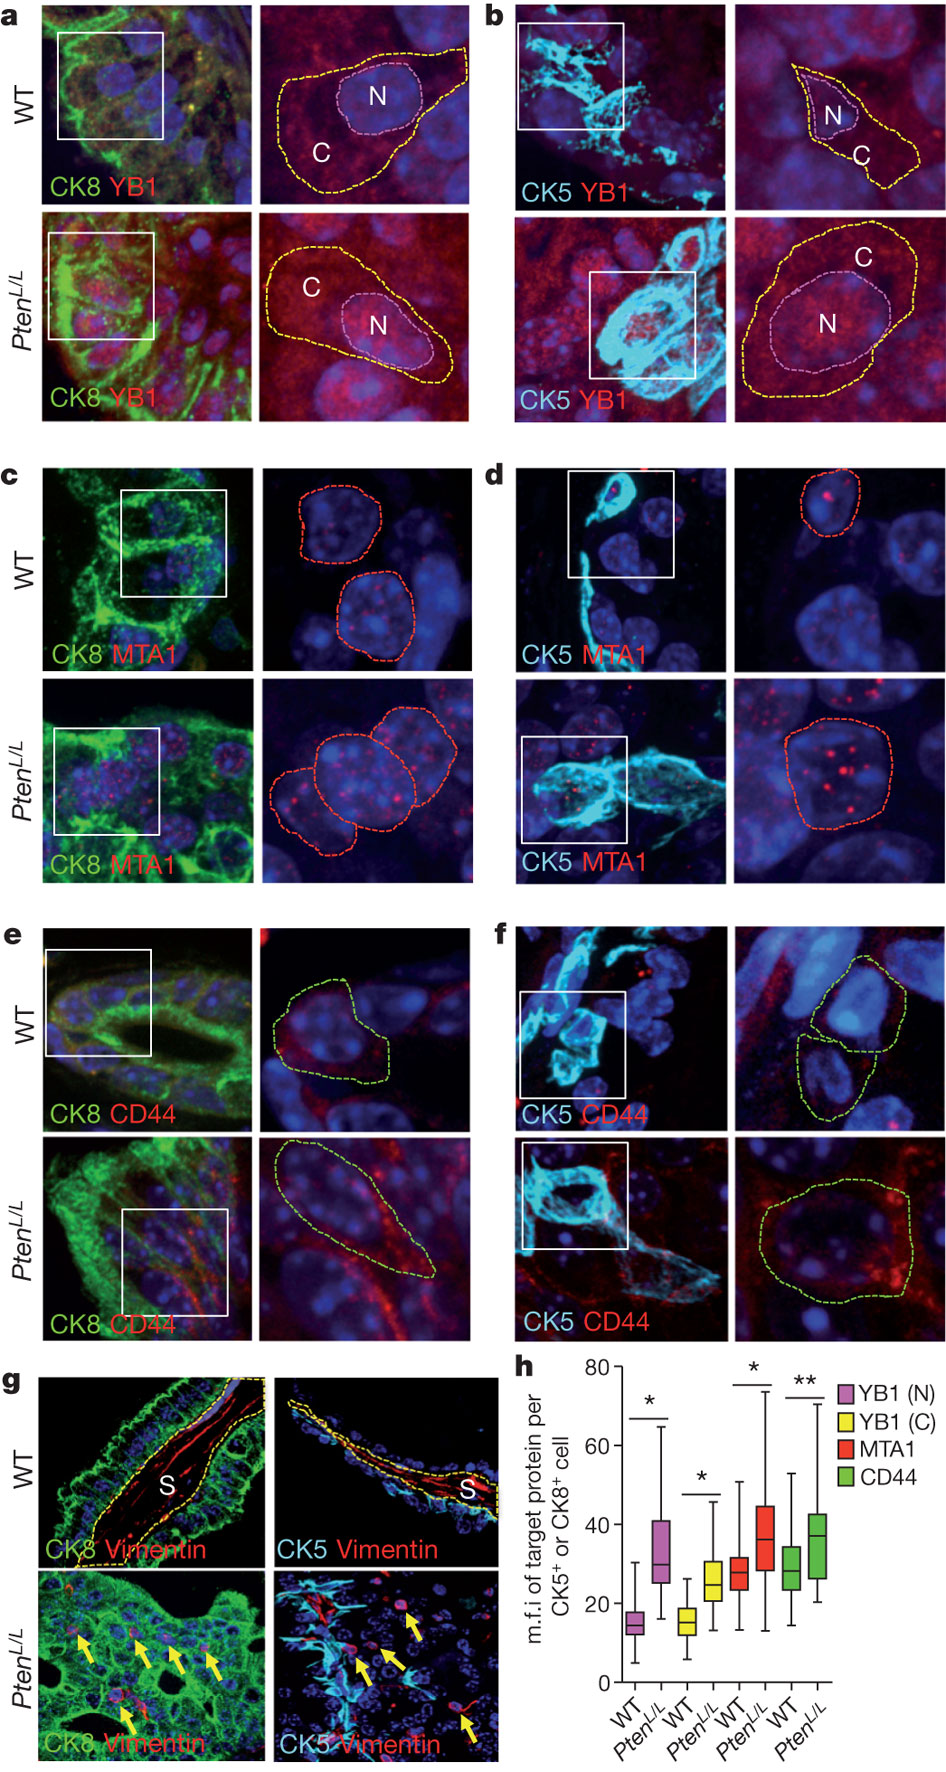 a
WT
CK8 YB1
N
C
Pten^L/L
CK8 YB1
C
N
b
CK5 YB1
N
C
CK5 YB1
C
N
c
WT
CK8 MTA1
Pten^L/L
CK8 MTA1
d
CK5 MTA1
CK5 MTA1
e
WT
CK8 CD44
Pten^L/L
CK8 CD44
f
CK5 CD44
CK5 CD44
g
WT
S
CK8 Vimentin
S
CK5 Vimentin
Pten^L/L
CK8 Vimentin
CK5 Vimentin
h
m.f.i of target protein per
CK5⁺ or CK8⁺ cell
80
60
40
20
0
*
*
*
**
YB1 (N)
YB1 (C)
MTA1
CD44
WT
Pten^L/L
WT
Pten^L/L
WT
Pten^L/L
WT
Pten^L/L